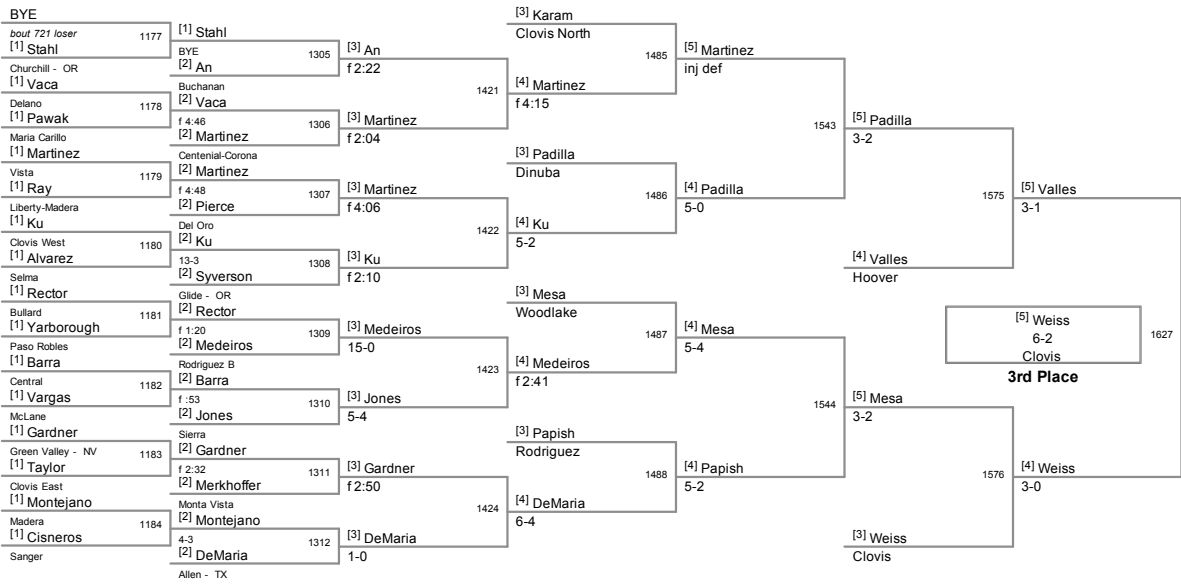 BYE
bout 721 loser
1177
[1] Stahl
Churchill - OR
[1] Vaca
Delano
1178
[1] Pawak
Maria Carillo
[1] Martinez
Vista
1179
[1] Ray
Liberty-Madera
[1] Ku
Clovis West
1180
[1] Alvarez
Selma
[1] Rector
Bullard
1181
[1] Yarborough
Paso Robles
[1] Barra
Central
1182
[1] Vargas
McLane
[1] Gardner
Green Valley - NV
1183
[1] Taylor
Clovis East
[1] Montejano
Madera
1184
[1] Cisneros
Sanger
[1] Stahl
BYE
1305
[2] An
Buchanan
[2] Vaca
f 4:46
1306
[2] Martinez
Centenial-Corona
[2] Martinez
f 4:48
1307
[2] Pierce
Del Oro
[2] Ku
13-3
1308
[2] Syverson
Glide - OR
[2] Rector
f 1:20
1309
[2] Medeiros
Rodriguez B
[2] Barra
f :53
1310
[2] Jones
Sierra
[2] Gardner
f 2:32
1311
[2] Merkhoffer
Monta Vista
[2] Montejano
4-3
1312
[2] DeMaria
Allen - TX
[3] An
f 2:22
1421
[3] Martinez
f 2:04
[3] Martinez
f 4:06
1422
[3] Ku
f 2:10
[3] Medeiros
15-0
1423
[3] Jones
5-4
[3] Gardner
f 2:50
1424
[3] DeMaria
1-0
[3] Karam
Clovis North
1485
[4] Martinez
f 4:15
[3] Padilla
Dinuba
1486
[4] Ku
5-2
[3] Mesa
Woodlake
1487
[4] Medeiros
f 2:41
[3] Papish
Rodriguez
1488
[4] DeMaria
6-4
[5] Martinez
inj def
1543
[4] Padilla
5-0
[4] Mesa
5-4
1544
[4] Papish
5-2
[5] Padilla
3-2
1575
[4] Valles
Hoover
[5] Mesa
3-2
1576
[3] Weiss
Clovis
[5] Valles
3-1
[5] Weiss
6-2
Clovis
1627
3rd Place
[4] Weiss
3-0